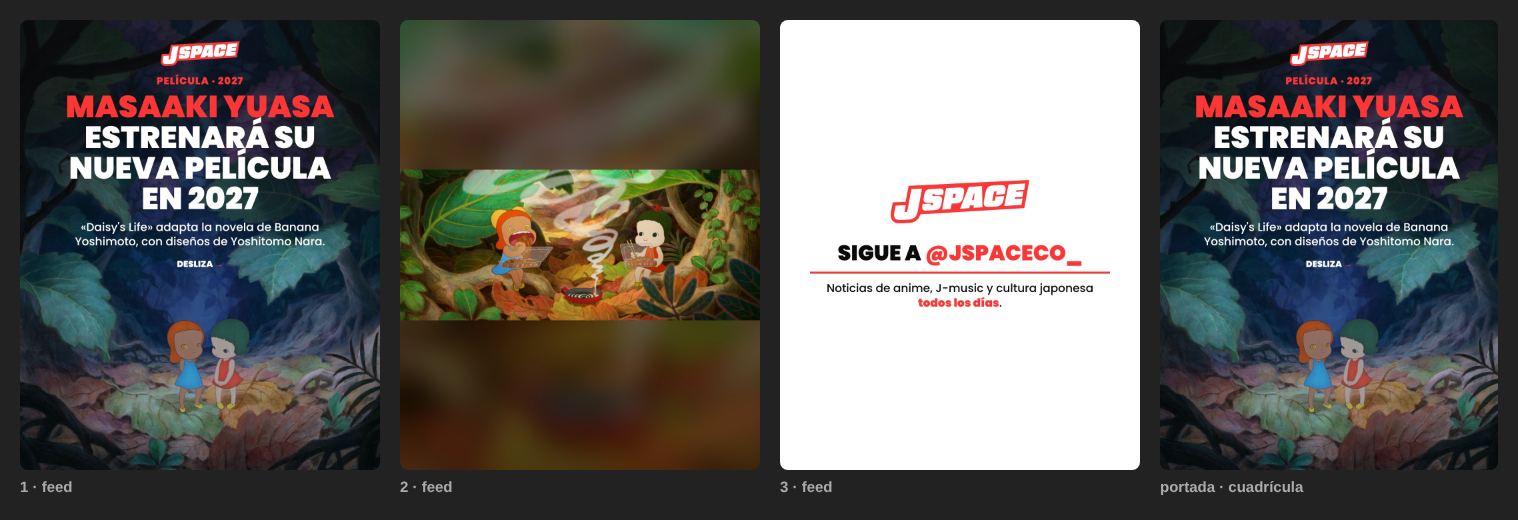 JSPACE
PELÍCULA · 2027
MASAAKI YUASA
ESTRENARÁ SU
NUEVA PELÍCULA
EN 2027
«Daisy's Life» adapta la novela de Banana
Yoshimoto, con diseños de Yoshitomo Nara.
DESLIZA
1 · feed
2 · feed
JSPACE
SIGUE A @JSPACECO_
Noticias de anime, J-music y cultura japonesa
todos los días.
3 · feed
JSPACE
PELÍCULA · 2027
MASAAKI YUASA
ESTRENARÁ SU
NUEVA PELÍCULA
EN 2027
«Daisy's Life» adapta la novela de Banana
Yoshimoto, con diseños de Yoshitomo Nara.
DESLIZA
portada · cuadrícula